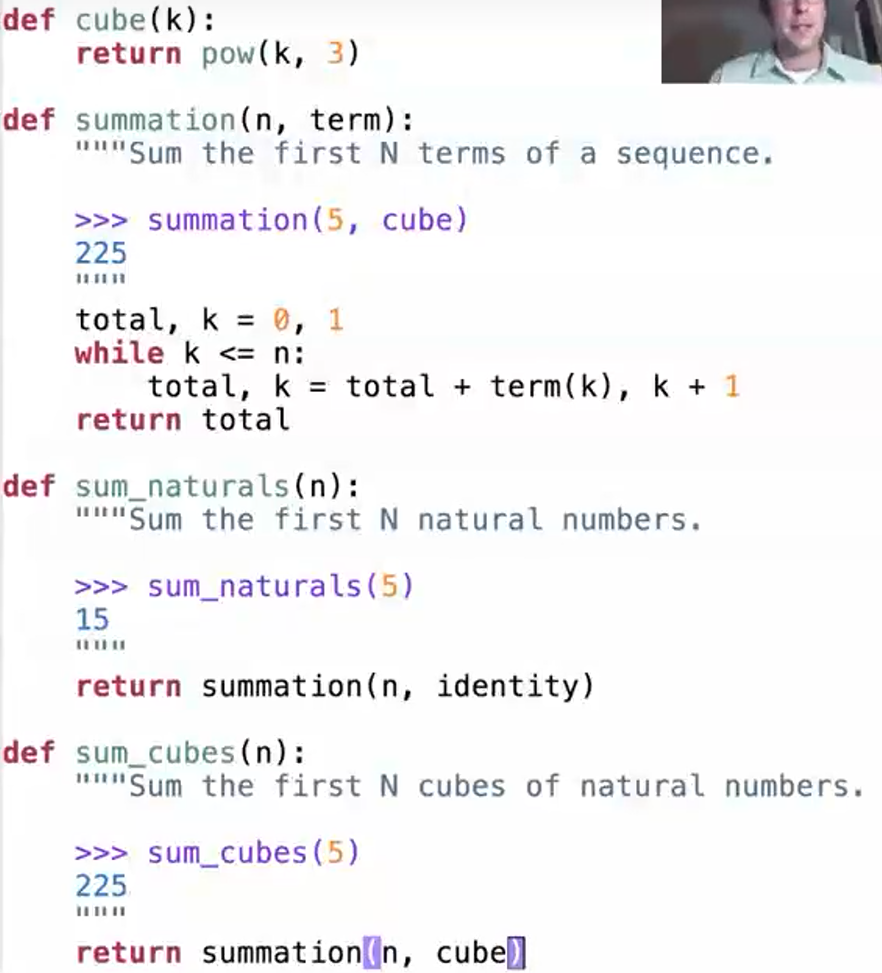 def cube(k):
    return pow(k, 3)
def summation(n, term):
    """Sum the first N terms of a sequence.
    >>> summation(5, cube)
    225
    """
    total, k = 0, 1
    while k <= n:
        total, k = total + term(k), k + 1
    return total
def sum_naturals(n):
    """Sum the first N natural numbers.
    >>> sum_naturals(5)
    15
    """
    return summation(n, identity)
def sum_cubes(n):
    """Sum the first N cubes of natural numbers.
    >>> sum_cubes(5)
    225
    """
    return summation(n, cube)